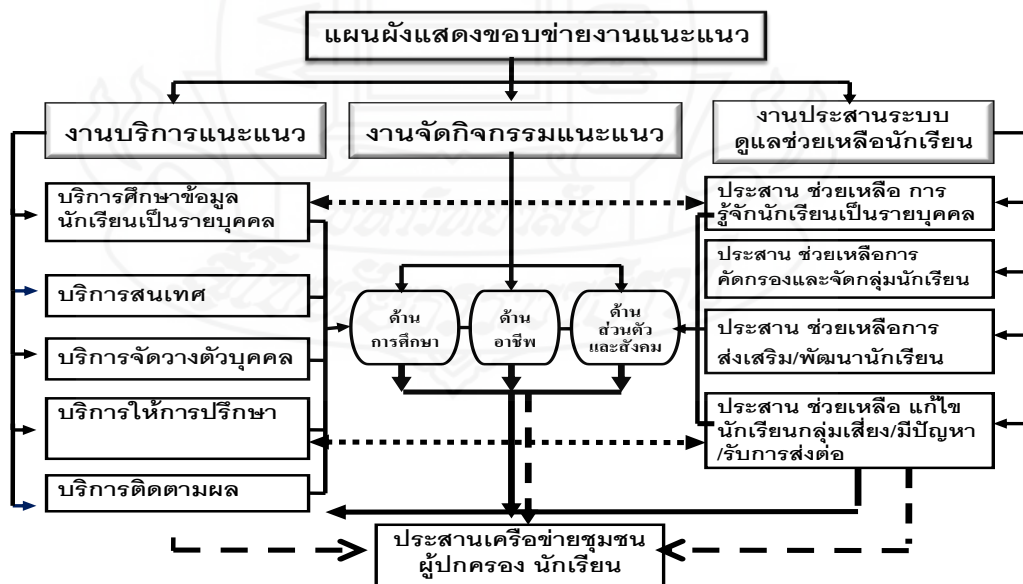 แผนผังแสดงขอบข่ายงานแนะแนว
งานบริการแนะแนว
งานจัดกิจกรรมแนะแนว
งานประสานระบบ
ดูแลช่วยเหลือนักเรียน
บริการศึกษาข้อมูล
นักเรียนเป็นรายบุคคล
บริการสนเทศ
บริการจัดวางตัวบุคคล
บริการให้การปรึกษา
บริการติดตามผล
ด้าน
การศึกษา
ด้าน
อาชีพ
ด้าน
ส่วนตัว
และสังคม
ประสาน ช่วยเหลือ การ
รู้จักนักเรียนเป็นรายบุคคล
ประสาน ช่วยเหลือการ
คัดกรองและจัดกลุ่มนักเรียน
ประสาน ช่วยเหลือการ
ส่งเสริม/พัฒนานักเรียน
ประสาน ช่วยเหลือ แก้ไข
นักเรียนกลุ่มเสี่ยง/มีปัญหา
/รับการส่งต่อ
ประสานเครือข่ายชุมชน
ผู้ปกครอง นักเรียน